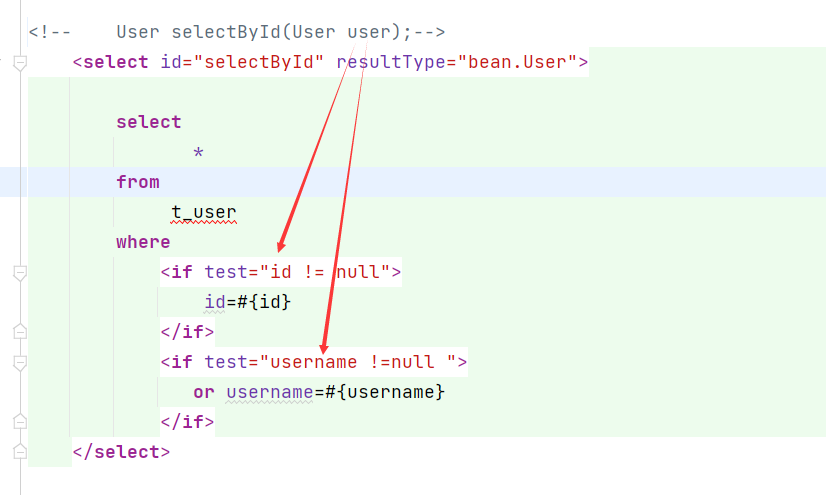 <!--    User selectById(User user);-->
<select id="selectById" resultType="bean.User">
select
*
from
t_user
where
<if test="id != null">
id=#{id}
</if>
<if test="username !=null ">
or username=#{username}
</if>
</select>